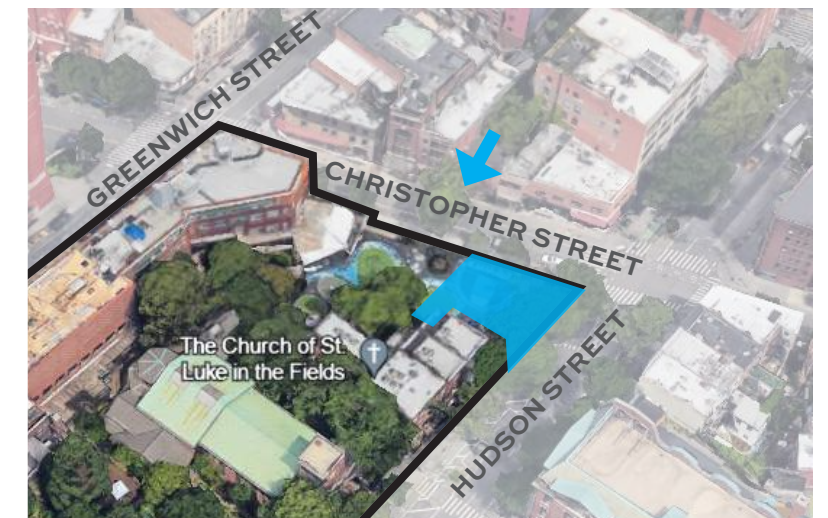 GREENWICH STREET
CHRISTOPHER STREET
The Church of St.
Luke in the Fields
HUDSON STREET